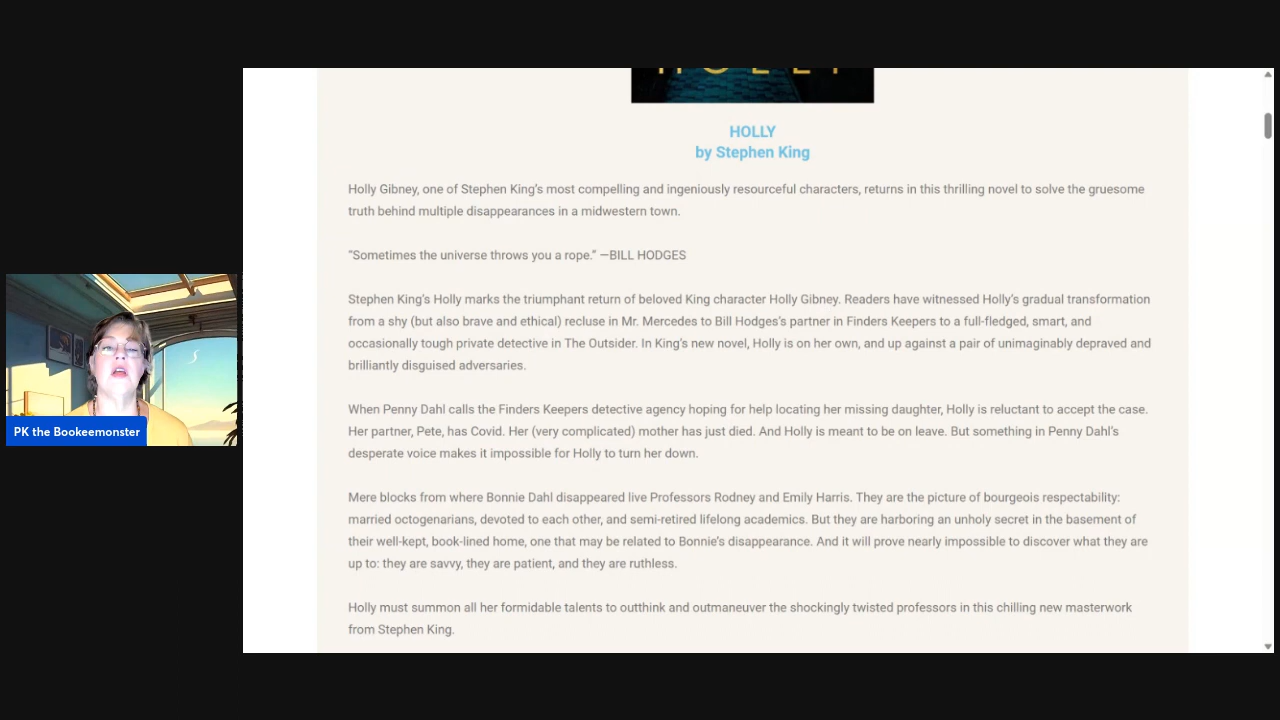 HOLLY
HOLLY
by Stephen King
Holly Gibney, one of Stephen King's most compelling and ingeniously resourceful characters, returns in this thrilling novel to solve the gruesome
truth behind multiple disappearances in a midwestern town.
“Sometimes the universe throws you a rope.” —BILL HODGES
Stephen King's Holly marks the triumphant return of beloved King character Holly Gibney. Readers have witnessed Holly's gradual transformation
from a shy (but also brave and ethical) recluse in Mr. Mercedes to Bill Hodges's partner in Finders Keepers to a full-fledged, smart, and
occasionally tough private detective in The Outsider. In King's new novel, Holly is on her own, and up against a pair of unimaginably depraved and
brilliantly disguised adversaries.
When Penny Dahl calls the Finders Keepers detective agency hoping for help locating her missing daughter, Holly is reluctant to accept the case.
Her partner, Pete, has Covid. Her (very complicated) mother has just died. And Holly is meant to be on leave. But something in Penny Dahl's
desperate voice makes it impossible for Holly to turn her down.
Mere blocks from where Bonnie Dahl disappeared live Professors Rodney and Emily Harris. They are the picture of bourgeois respectability:
married octogenarians, devoted to each other, and semi-retired lifelong academics. But they are harboring an unholy secret in the basement of
their well-kept, book-lined home, one that may be related to Bonnie's disappearance. And it will prove nearly impossible to discover what they are
up to: they are savvy, they are patient, and they are ruthless.
Holly must summon all her formidable talents to outthink and outmaneuver the shockingly twisted professors in this chilling new masterwork
from Stephen King.
PK the Bookeemonster